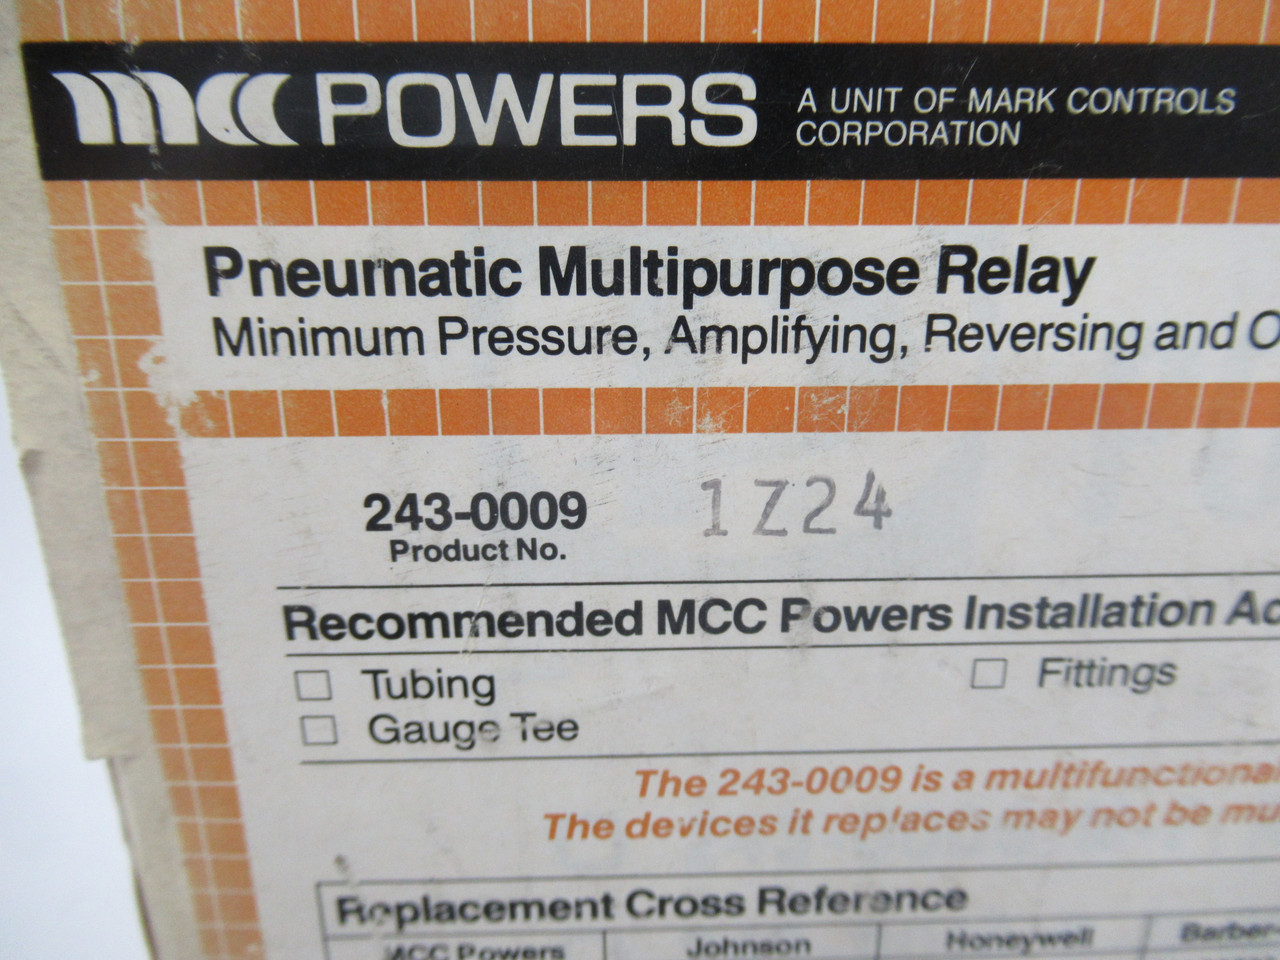 mcc POWERS A UNIT OF MARK CONTROLS
CORPORATION
Pneumatic Multipurpose Relay
Minimum Pressure, Amplifying, Reversing and
243-0009 1Z24
Product No.
Recommended MCC Powers Installation
Tubing Fittings
Gauge Tee
The 243-0009 is a multifunctional
The devices it replaces may not be
Replacement Cross Reference
MCC Powers Johnson Honeywell Barber-